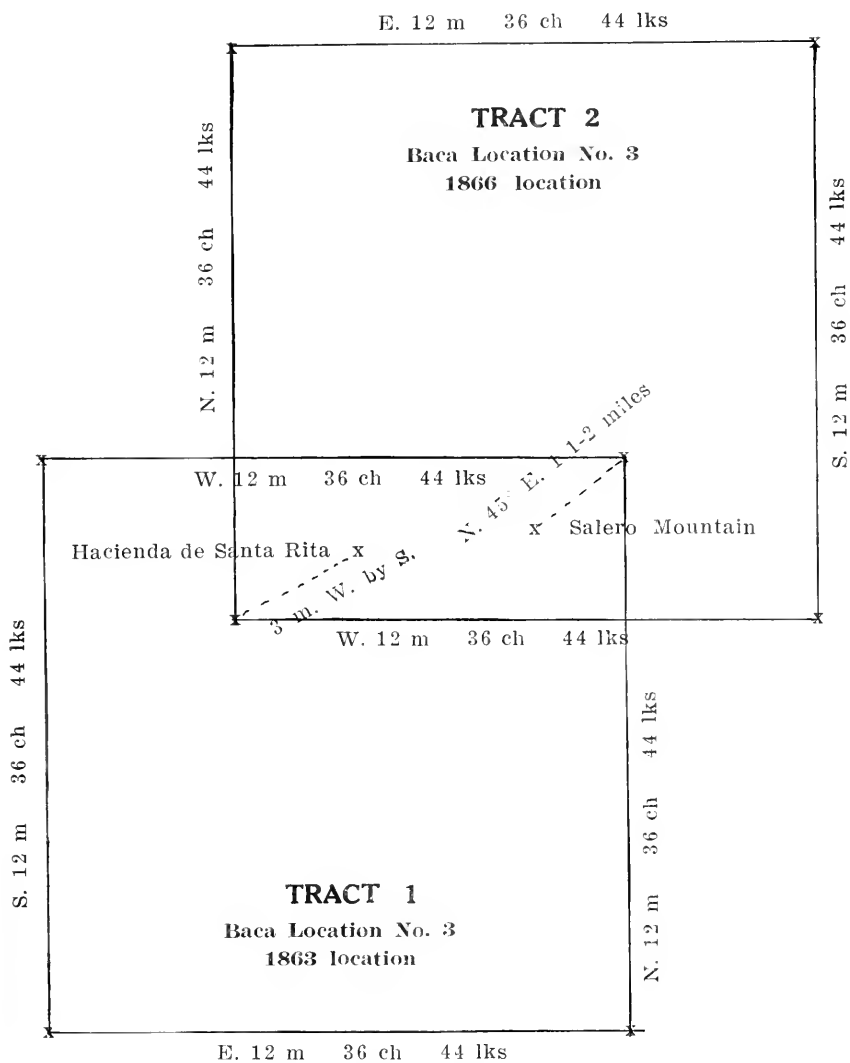 E. 12 m 36 ch 44 lks
TRACT 2
Baca Location No. 3
1866 location
N. 12 m 36 ch 44 lks
S. 12 m 36 ch 44 lks
N. 45° E. 1 1-2 miles
W. 12 m 36 ch 44 lks
Salero Mountain
Hacienda de Santa Rita
3 m. W. by S.
W. 12 m 36 ch 44 lks
S. 12 m 36 ch 44 lks
N. 12 m 36 ch 44 lks
TRACT 1
Baca Location No. 3
1863 location
E. 12 m 36 ch 44 lks